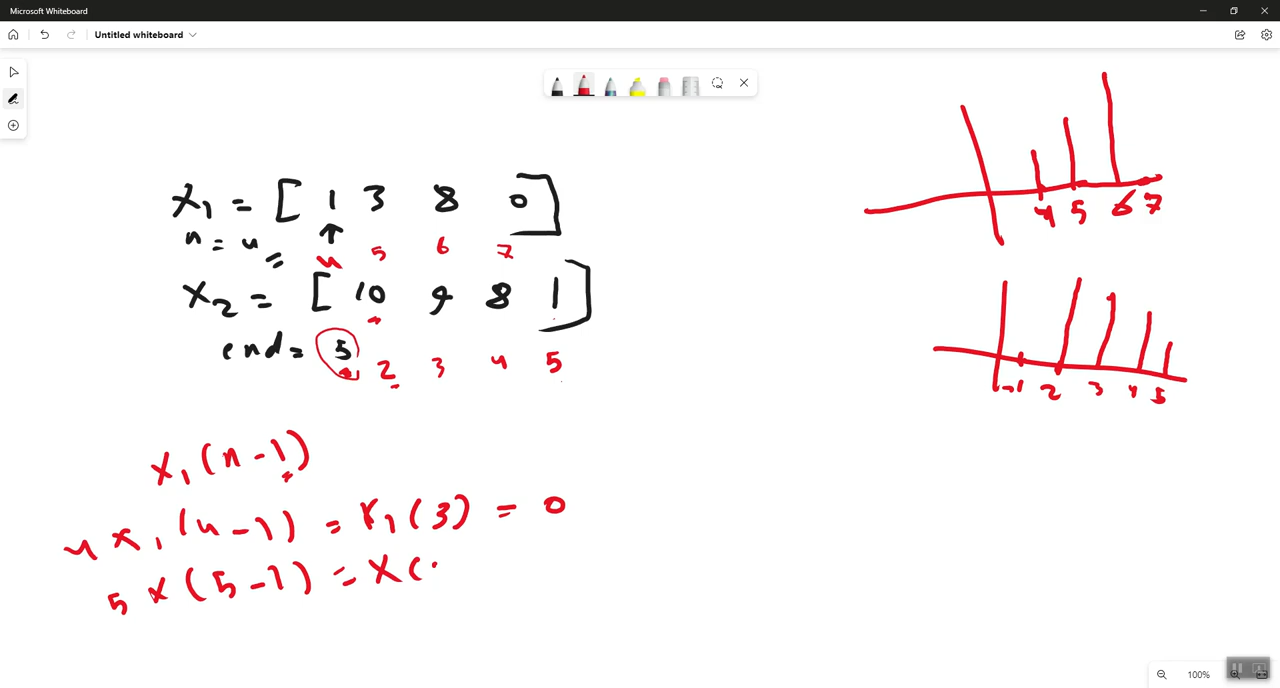 Microsoft Whiteboard
Untitled whiteboard
x₁ = [ 1 3 8 0 ]
n = 4
4 5 6 7
x₂ = [ 10 9 8 1 ]
end = 5
2 3 4 5
x₁(n-1)
4 x₁(4-1) = x₁(3) = 0
5 x(5-1) = x(
4 5 6 7
1 2 3 4 5
100%